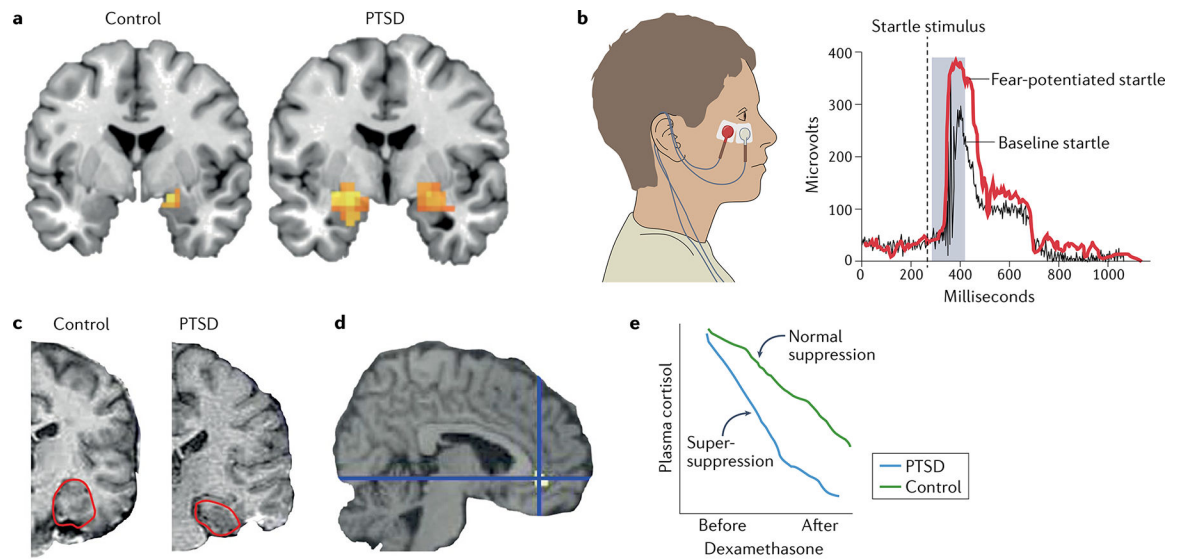 a
Control
PTSD
b
Startle stimulus
400
300
200
100
0
Microvolts
Fear-potentiated startle
Baseline startle
0 200 400 600 800 1000
Milliseconds
c
Control
PTSD
d
e
Plasma cortisol
Normal
suppression
Super-
suppression
PTSD
Control
Before After
Dexamethasone